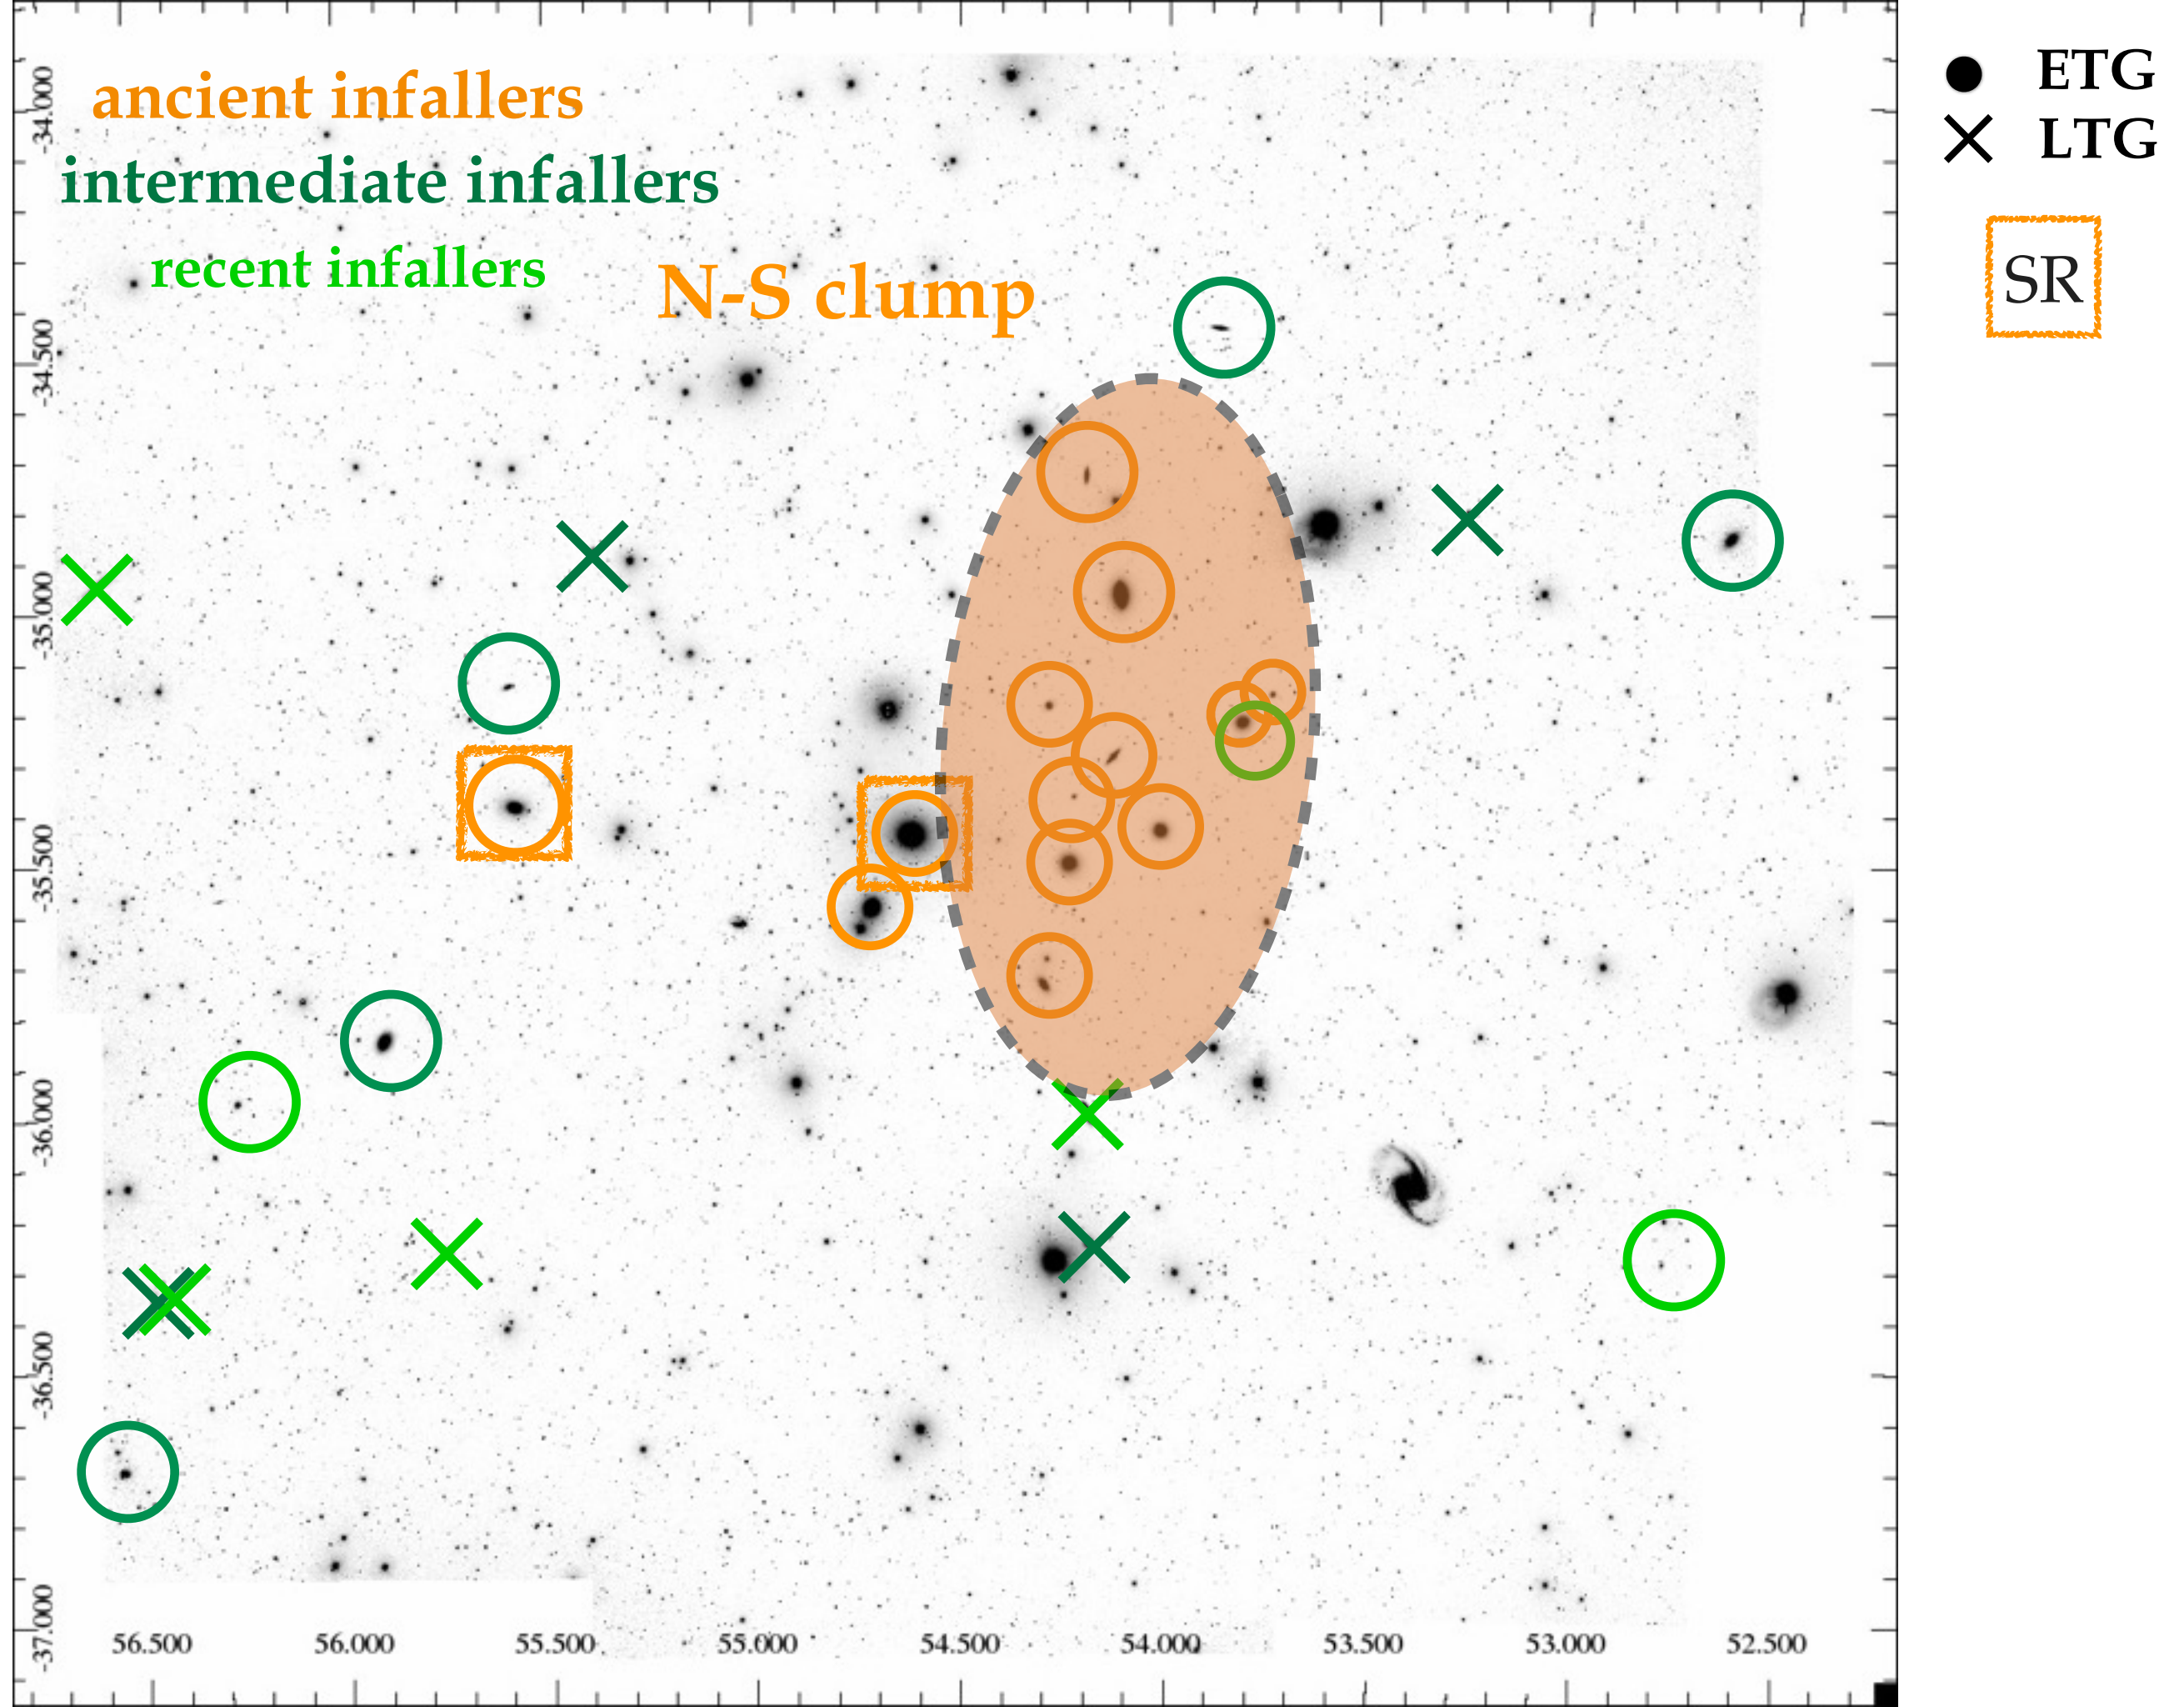 ancient infallers
intermediate infallers
recent infallers
N-S clump
ETG
LTG
SR
-34.000
-34.500
-35.000
-35.500
-36.000
-36.500
-37.000
56.500 56.000 55.500 55.000 54.500 54.000 53.500 53.000 52.500